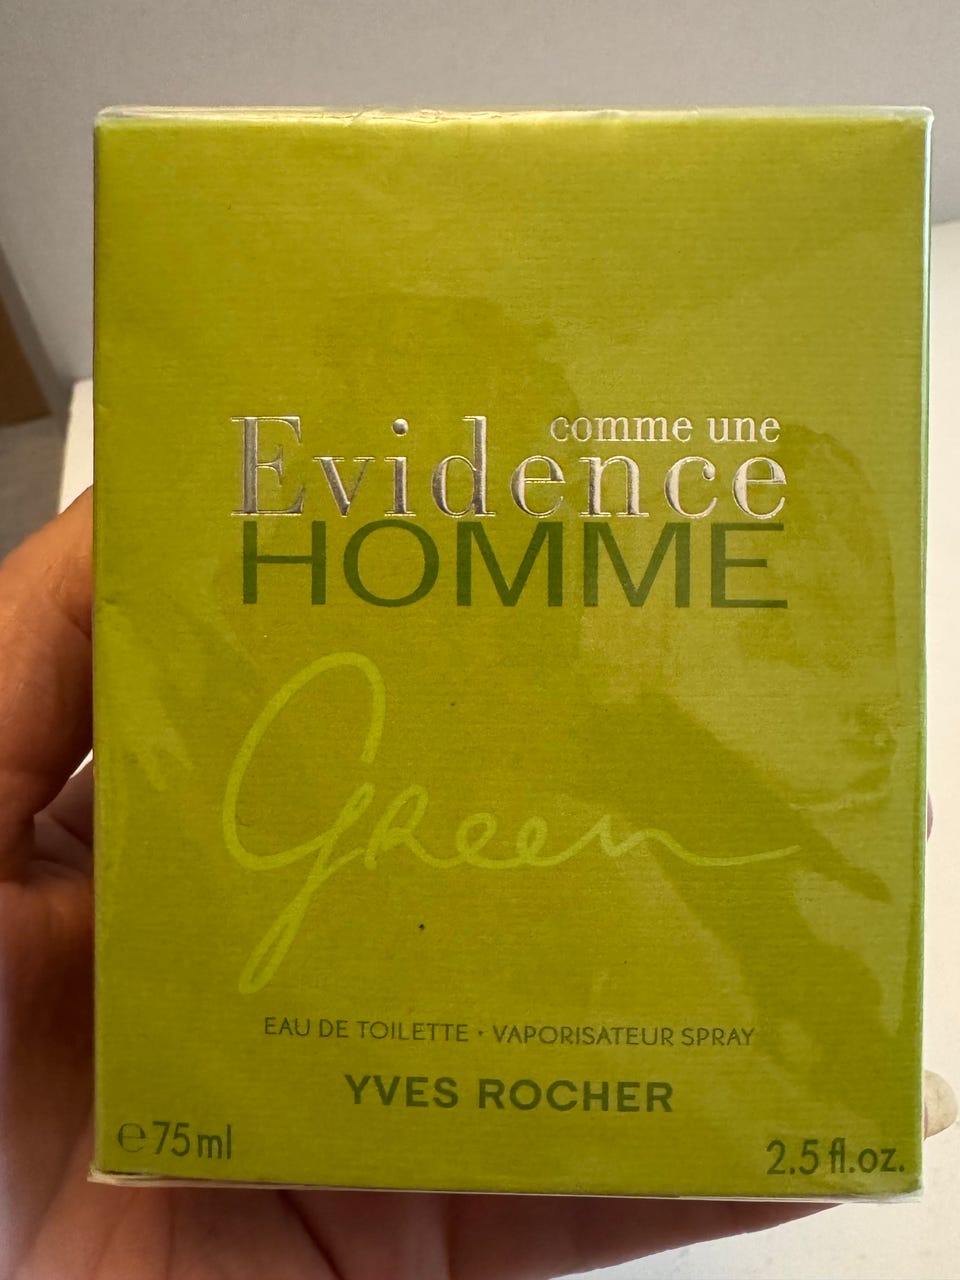 comme une
Evidence
HOMME
Green
EAU DE TOILETTE • VAPORISATEUR SPRAY
YVES ROCHER
℮75ml
2.5 fl.oz.